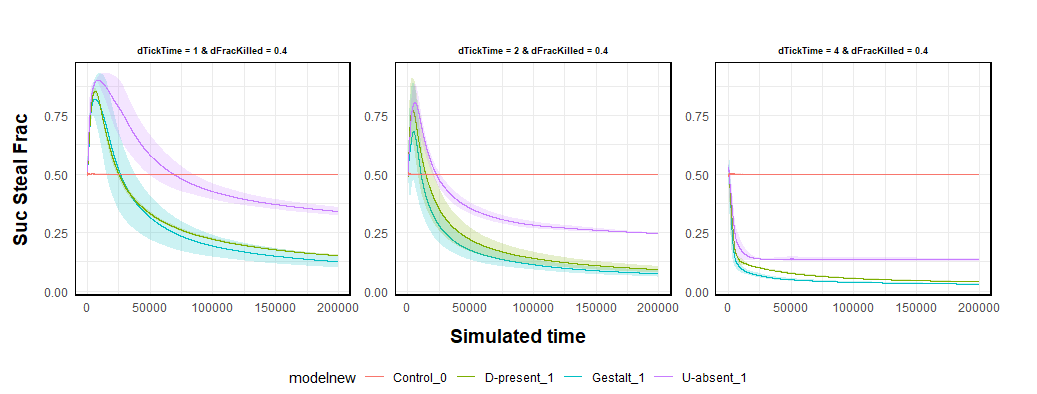 dTickTime = 1 & dFracKilled = 0.4
dTickTime = 2 & dFracKilled = 0.4
dTickTime = 4 & dFracKilled = 0.4
Suc Steal Frac
0.75
0.50
0.25
0.00
0.75
0.50
0.25
0.00
0.75
0.50
0.25
0.00
0 50000 100000 150000 200000
0 50000 100000 150000 200000
0 50000 100000 150000 200000
Simulated time
modelnew Control_0 D-present_1 Gestalt_1 U-absent_1